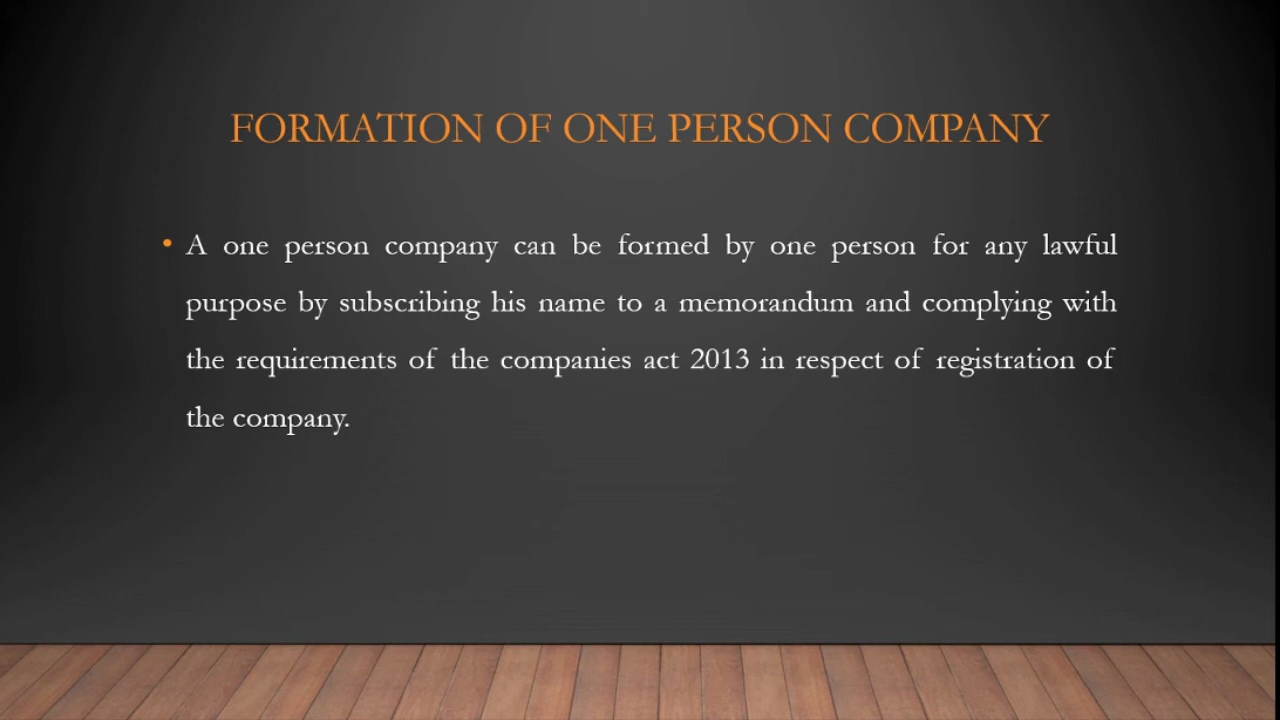 FORMATION OF ONE PERSON COMPANY
• A one person company can be formed by one person for any lawful
purpose by subscribing his name to a memorandum and complying with
the requirements of the companies act 2013 in respect of registration of
the company.